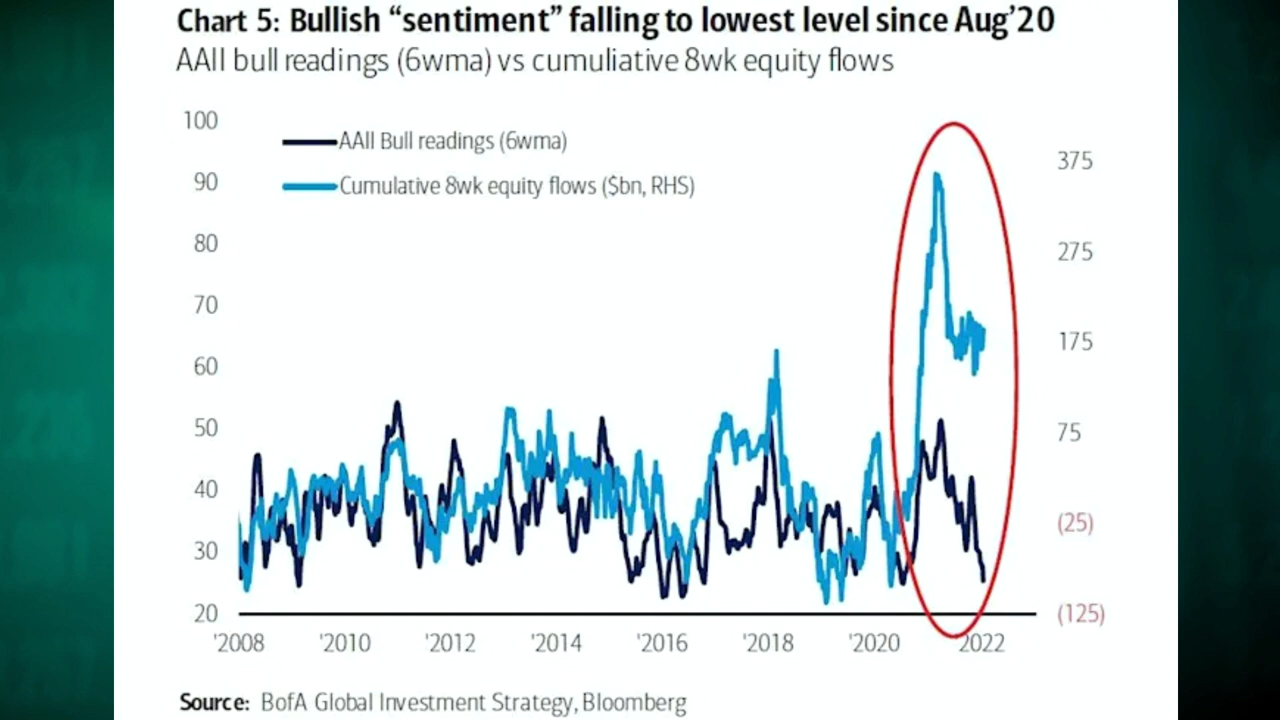 Chart 5: Bullish “sentiment” falling to lowest level since Aug’20
AAII bull readings (6wma) vs cumuliative 8wk equity flows
100
90
80
70
60
50
40
30
20
AAII Bull readings (6wma)
Cumulative 8wk equity flows ($bn, RHS)
375
275
175
75
(25)
(125)
'2008 '2010 '2012 '2014 '2016 '2018 '2020 '2022
Source: BofA Global Investment Strategy, Bloomberg